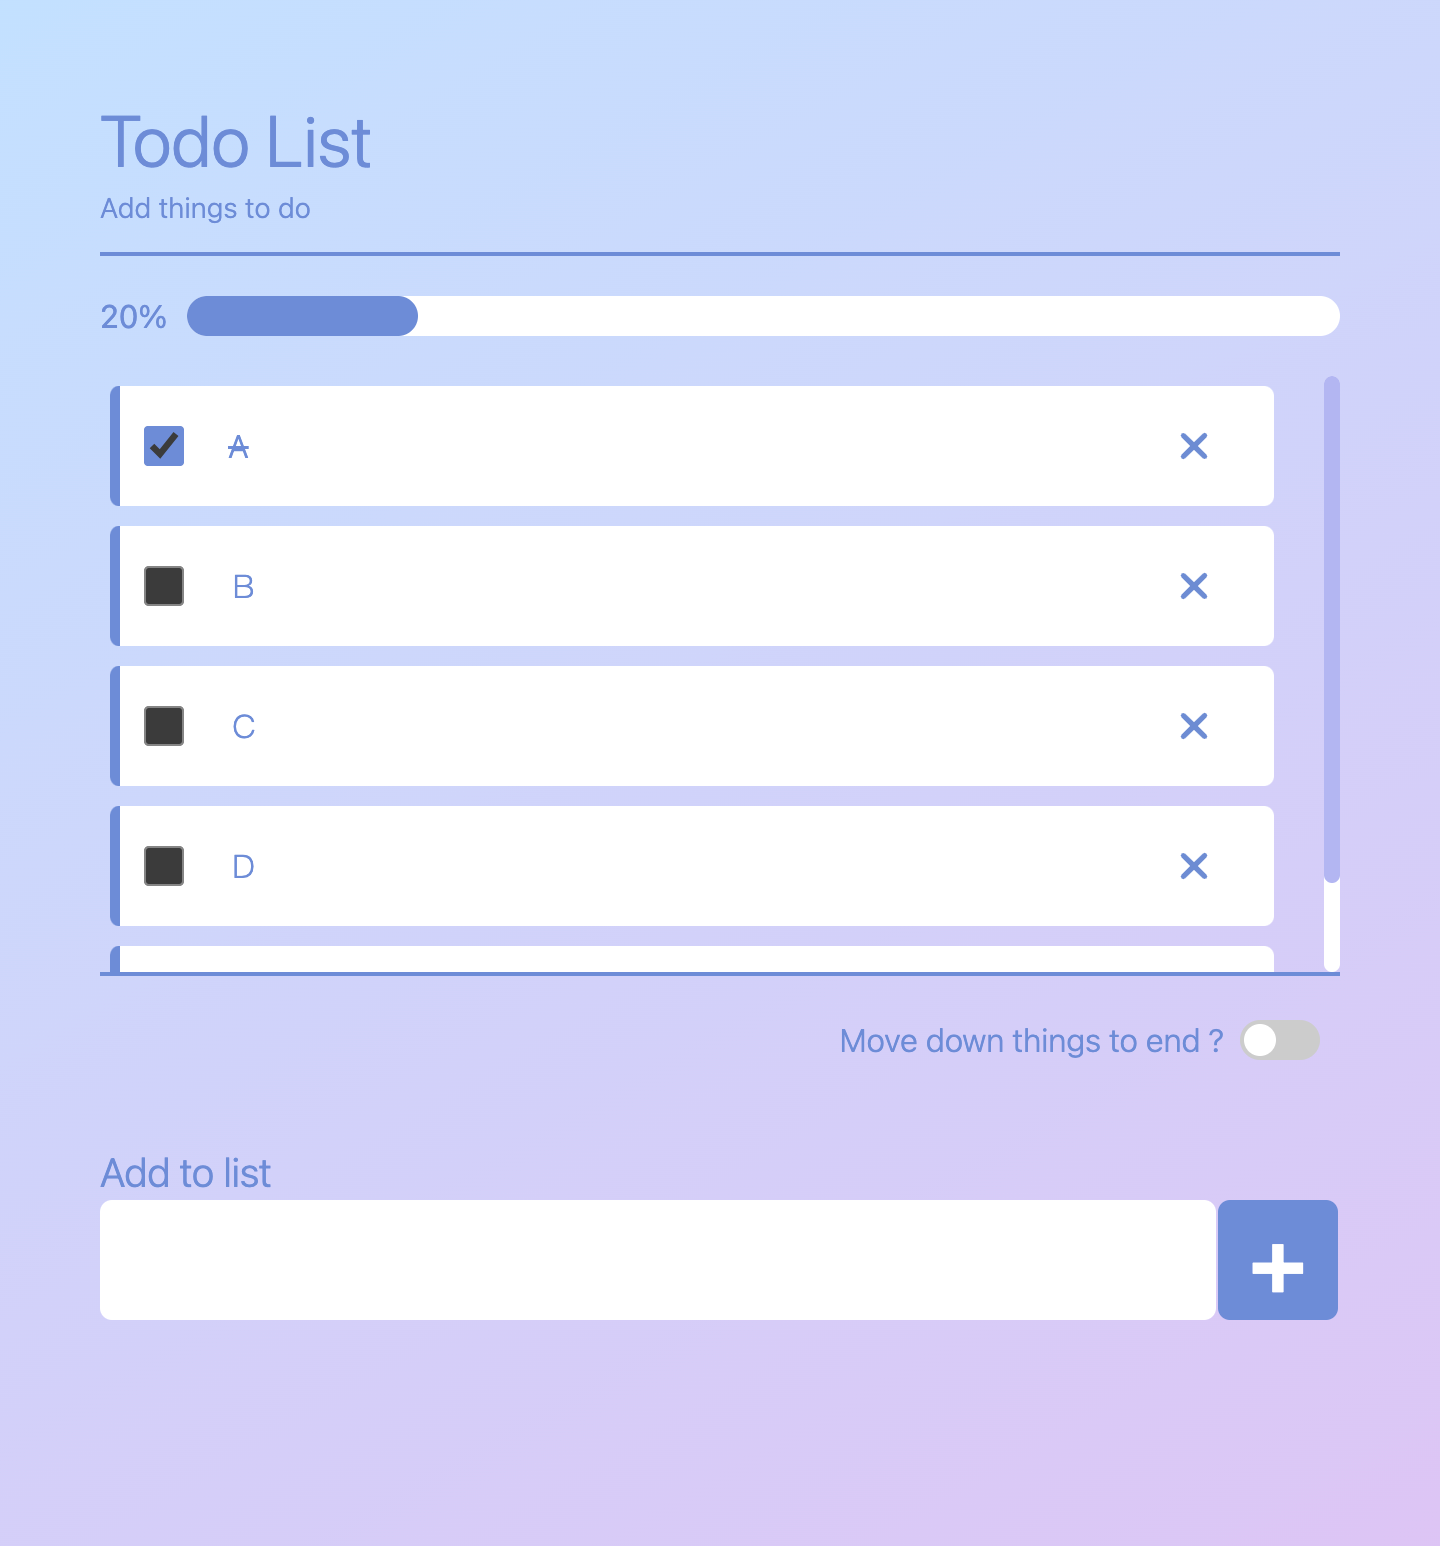 Todo List
Add things to do
20%
A
B
C
D
Move down things to end ?
Add to list